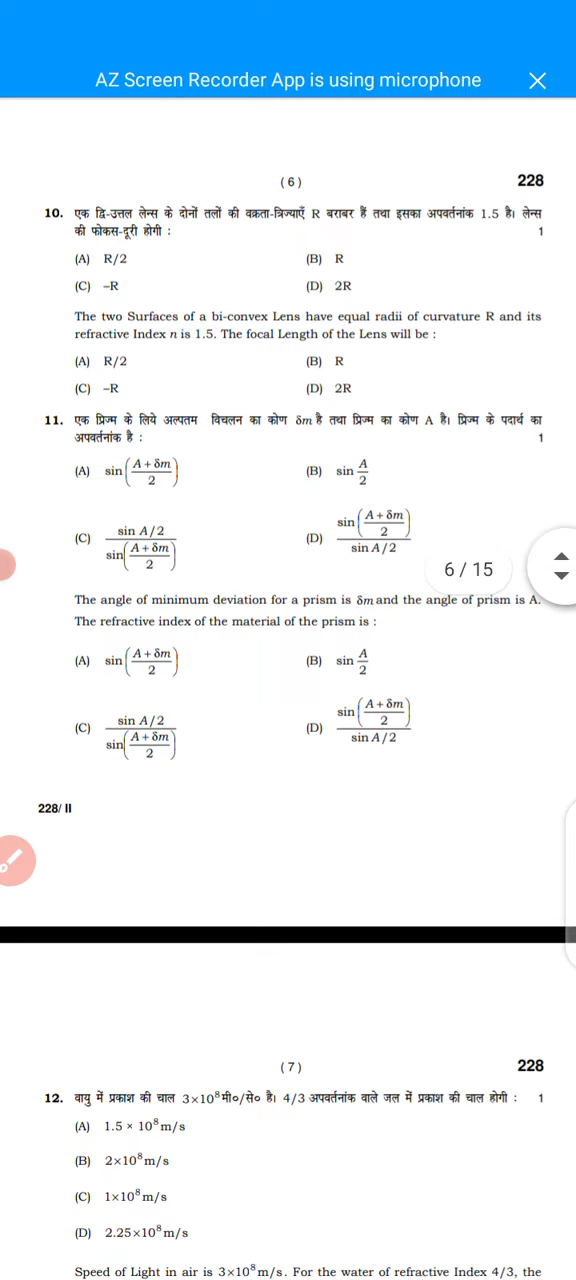 AZ Screen Recorder App is using microphone
( 6 ) 228
10. एक द्वि-उत्तल लेन्स के दोनों तलों की वक्रता-त्रिज्याएँ R बराबर हैं तथा इसका अपवर्तनांक 1.5 है। लेन्स
की फोकस-दूरी होगी : 1
(A) R/2 (B) R
(C) –R (D) 2R
The two Surfaces of a bi-convex Lens have equal radii of curvature R and its
refractive Index n is 1.5. The focal Length of the Lens will be :
(A) R/2 (B) R
(C) –R (D) 2R
11. एक प्रिज्म के लिये अल्पतम विचलन का कोण δm है तथा प्रिज्म का कोण A है। प्रिज्म के पदार्थ का
अपवर्तनांक है : 1
(A) sin((A + δm)/2) (B) sin A/2
(C) (sin A/2)/(sin((A + δm)/2)) (D) (sin((A + δm)/2))/(sin A/2)
6 / 15
The angle of minimum deviation for a prism is δm and the angle of prism is A.
The refractive index of the material of the prism is :
(A) sin((A + δm)/2) (B) sin A/2
(C) (sin A/2)/(sin((A + δm)/2)) (D) (sin((A + δm)/2))/(sin A/2)
228/ II
( 7 ) 228
12. वायु में प्रकाश की चाल 3×10⁸मी०/से० है। 4/3 अपवर्तनांक वाले जल में प्रकाश की चाल होगी : 1
(A) 1.5 × 10⁸m/s
(B) 2×10⁸m/s
(C) 1×10⁸m/s
(D) 2.25×10⁸m/s
Speed of Light in air is 3×10⁸m/s. For the water of refractive Index 4/3, the